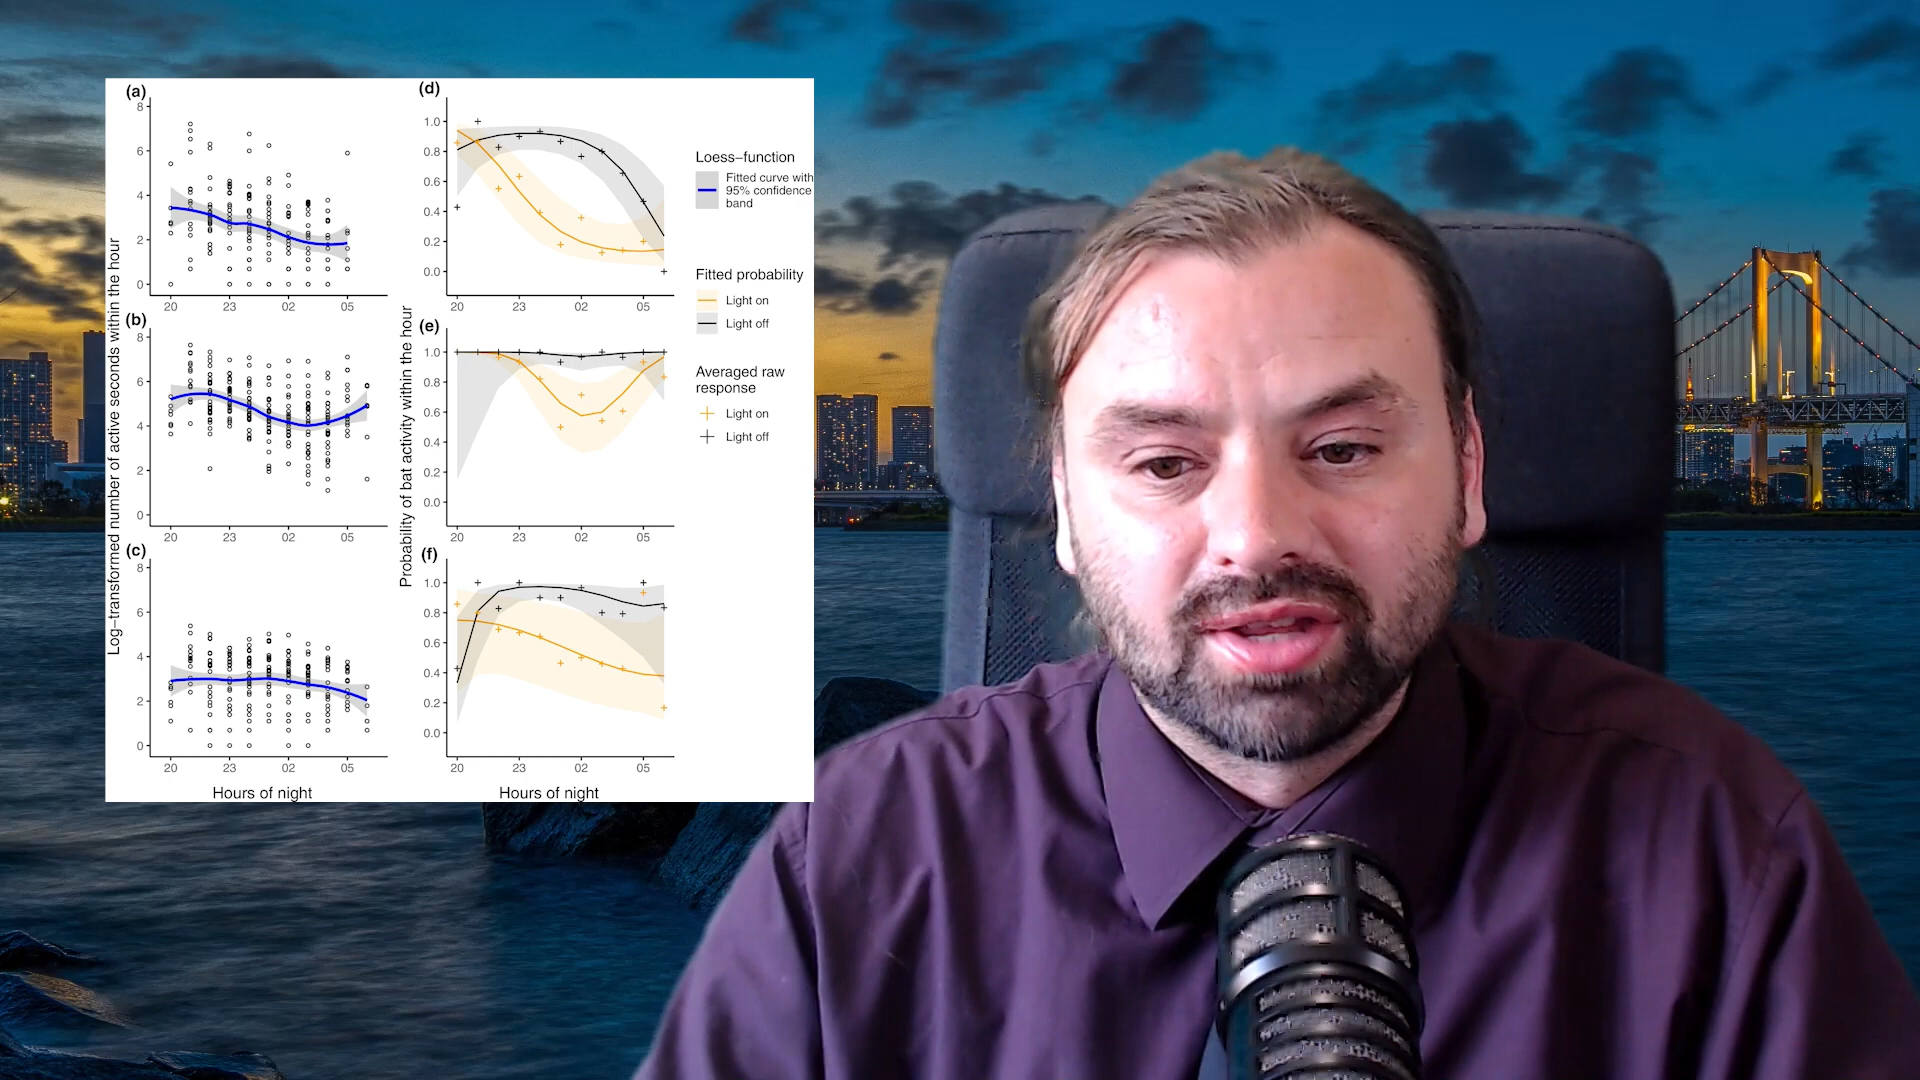 (a)
8
6
4
2
0
20
23
02
05
(b)
8
6
4
2
0
20
23
02
05
(c)
8
6
4
2
0
20
23
02
05
Hours of night
Log–transformed number of active seconds within the hour
(d)
1.0
0.8
0.6
0.4
0.2
0.0
20
23
02
05
(e)
1.0
0.8
0.6
0.4
0.2
0.0
20
23
02
05
(f)
1.0
0.8
0.6
0.4
0.2
0.0
20
23
02
05
Hours of night
Probability of bat activity within the hour
Loess–function
Fitted curve with
95% confidence
band
Fitted probability
Light on
Light off
Averaged raw
response
Light on
Light off